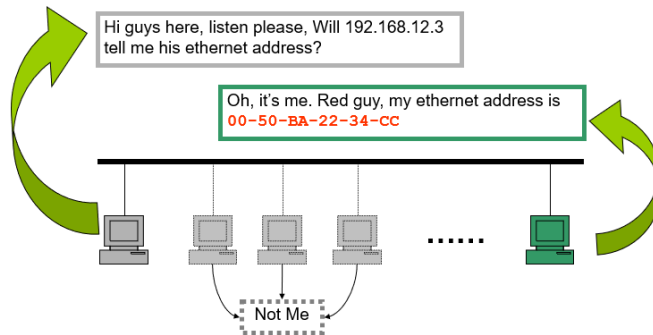 Hi guys here, listen please, Will 192.168.12.3
tell me his ethernet address?
Oh, it's me. Red guy, my ethernet address is
00-50-BA-22-34-CC
......
Not Me